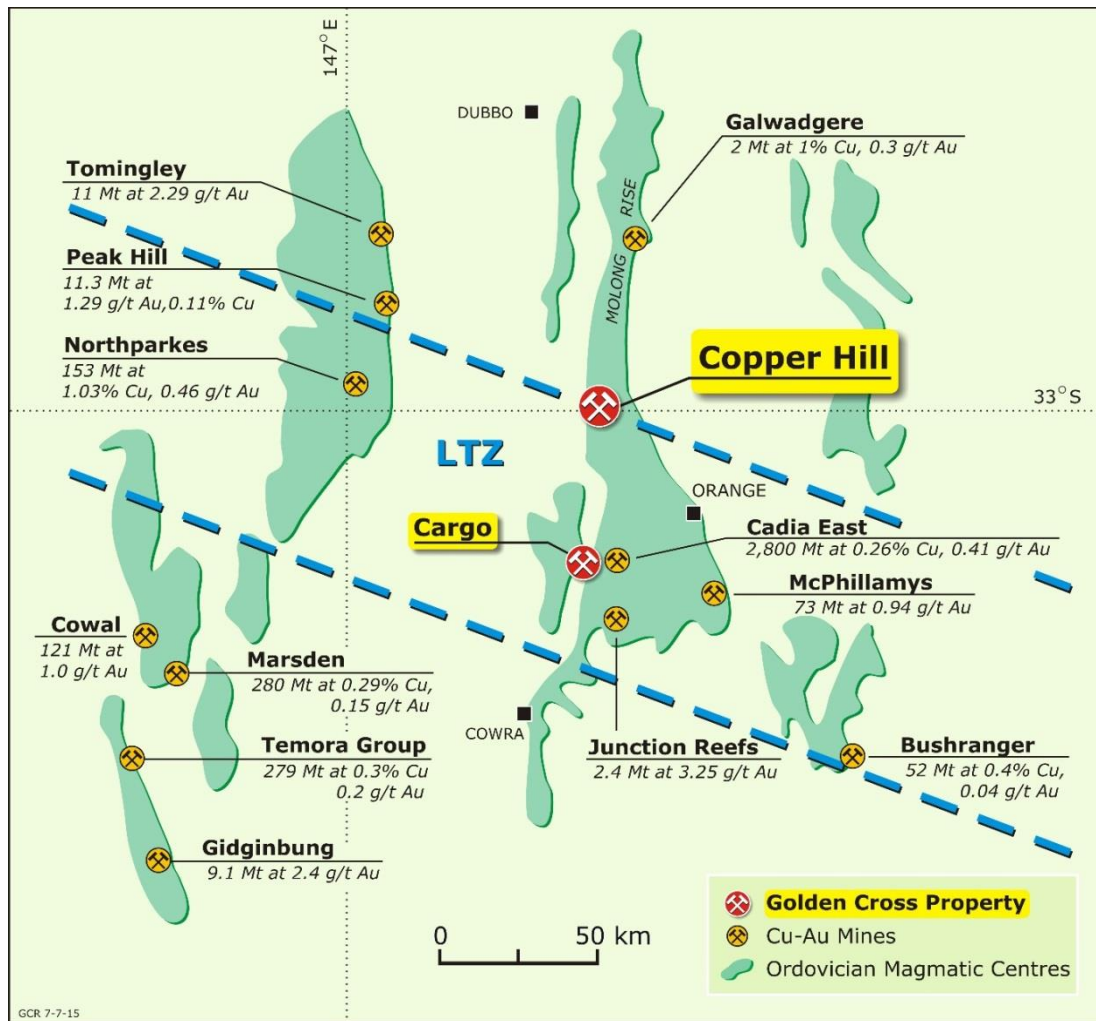 147° E
DUBBO
Galwadgere
2 Mt at 1% Cu, 0.3 g/t Au
Tomingley
11 Mt at 2.29 g/t Au
MOLONG RISE
Peak Hill
11.3 Mt at
1.29 g/t Au,0.11% Cu
Northparkes
153 Mt at
1.03% Cu, 0.46 g/t Au
Copper Hill
33°S
LTZ
ORANGE
Cargo
Cadia East
2,800 Mt at 0.26% Cu, 0.41 g/t Au
McPhillamys
73 Mt at 0.94 g/t Au
Cowal
121 Mt at
1.0 g/t Au
Marsden
280 Mt at 0.29% Cu,
0.15 g/t Au
COWRA
Temora Group
279 Mt at 0.3% Cu
0.2 g/t Au
Junction Reefs
2.4 Mt at 3.25 g/t Au
Bushranger
52 Mt at 0.4% Cu,
0.04 g/t Au
Gidginbung
9.1 Mt at 2.4 g/t Au
0 50 km
Golden Cross Property
Cu-Au Mines
Ordovician Magmatic Centres
GCR 7-7-15